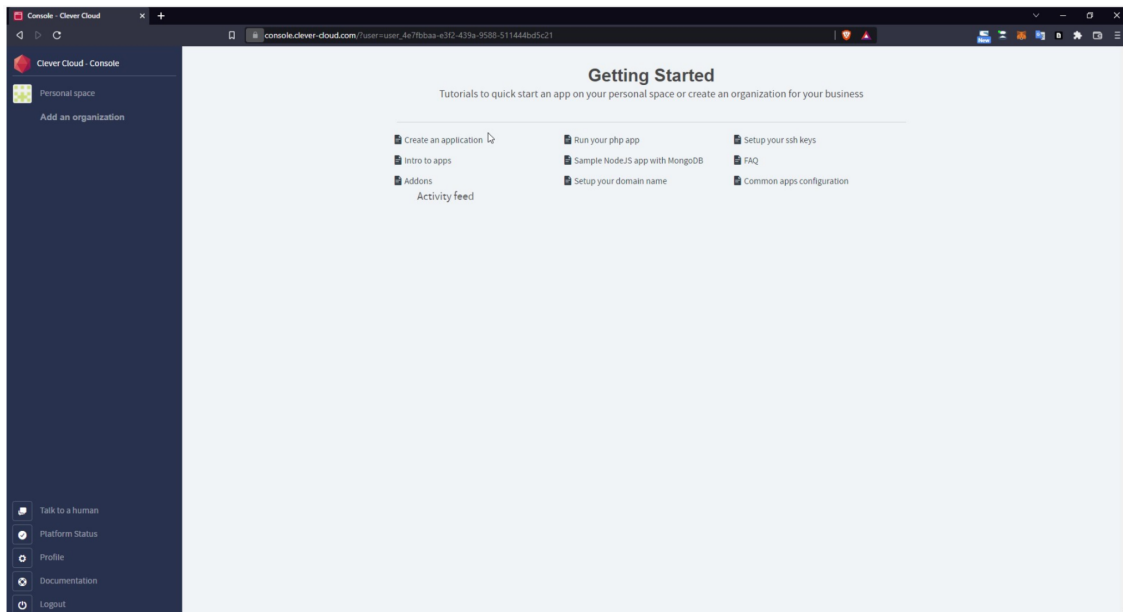 Console - Clever Cloud
console.clever-cloud.com/?user=user_4e7fbbaa-e3f2-439a-9588-511444bd5c21
New
Clever Cloud - Console
Personal space
Add an organization
Getting Started
Tutorials to quick start an app on your personal space or create an organization for your business
Create an application
Run your php app
Setup your ssh keys
Intro to apps
Sample NodeJS app with MongoDB
FAQ
Addons
Setup your domain name
Common apps configuration
Activity feed
Talk to a human
Platform Status
Profile
Documentation
Logout